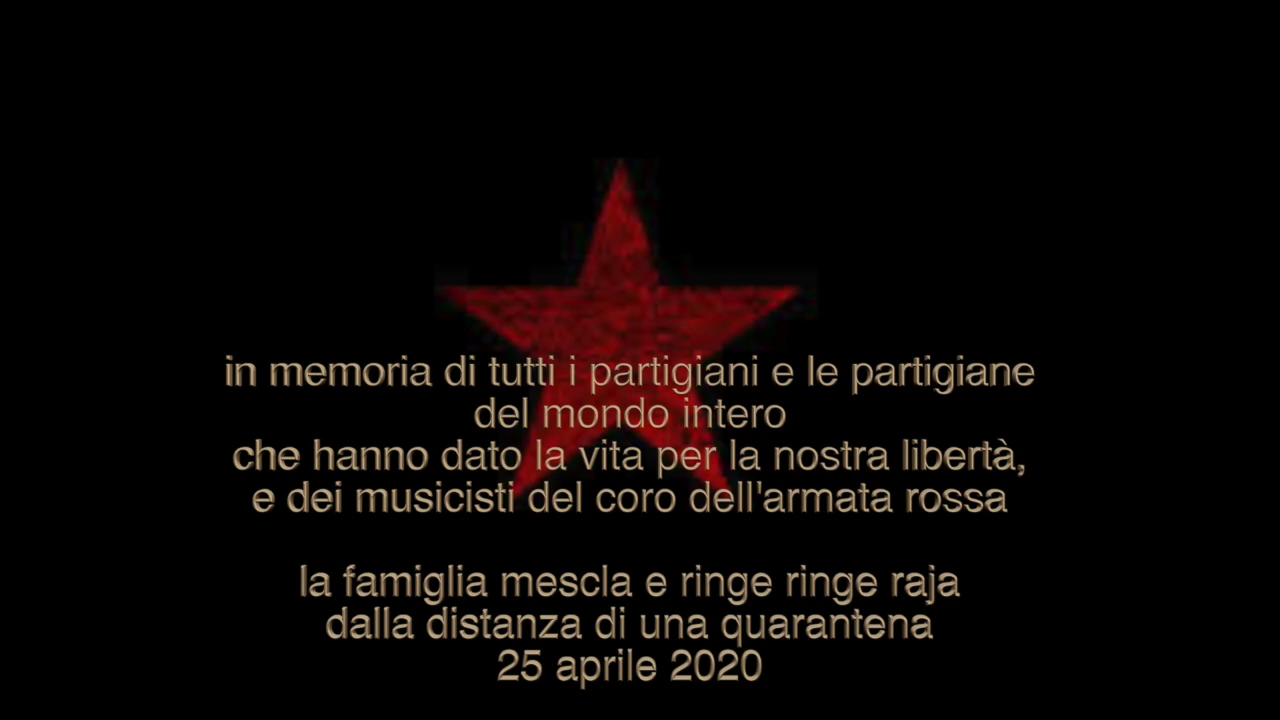 in memoria di tutti i partigiani e le partigiane
del mondo intero
che hanno dato la vita per la nostra libertà,
e dei musicisti del coro dell'armata rossa
la famiglia mescla e ringe ringe raja
dalla distanza di una quarantena
25 aprile 2020